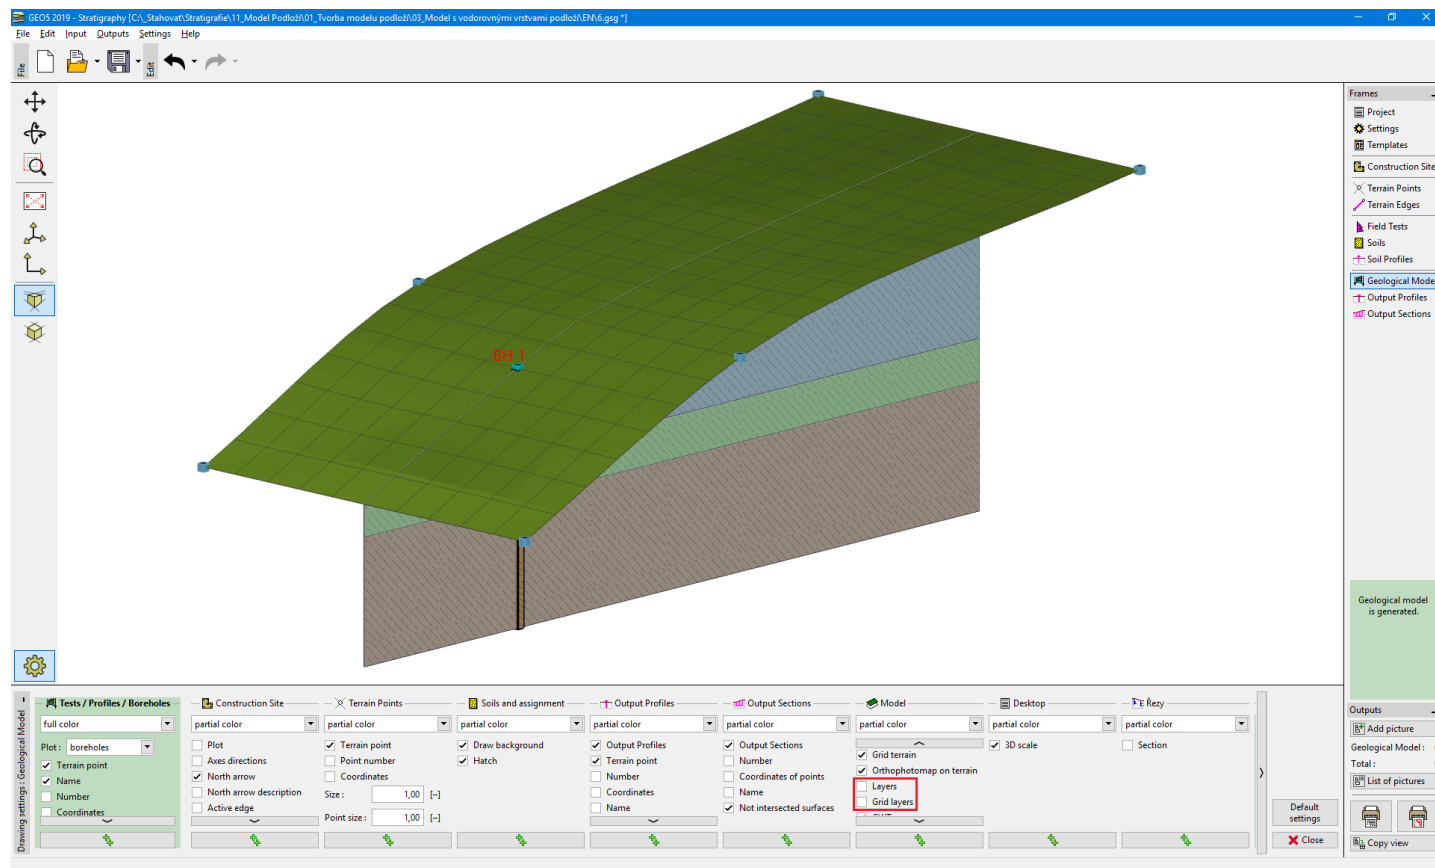 GEO5 2019 - Stratigraphy [C:\_Stahovat\Stratigrafie\11_Model Podloží\01_Tvorba modelu podloží\03_Model s vodorovnými vrstvami podloží\EN\6.gsg *]
File Edit Input Outputs Settings Help
File
Edit
BH 1
Frames
Project
Settings
Templates
Construction Site
Terrain Points
Terrain Edges
Field Tests
Soils
Soil Profiles
Geological Mode
Output Profiles
Output Sections
Geological model
is generated.
Outputs
Add picture
Geological Model :
Total :
List of pictures
Copy view
Drawing settings : Geological Model
Tests / Profiles / Boreholes
full color
Plot : boreholes
Terrain point
Name
Number
Coordinates
Construction Site
partial color
Plot
Axes directions
North arrow
North arrow description
Active edge
Terrain Points
partial color
Terrain point
Point number
Coordinates
Size : 1,00 [–]
Point size : 1,00 [–]
Soils and assignment
partial color
Draw background
Hatch
Output Profiles
partial color
Output Profiles
Terrain point
Number
Coordinates
Name
Output Sections
partial color
Output Sections
Number
Coordinates of points
Name
Not intersected surfaces
Model
partial color
Grid terrain
Orthophotomap on terrain
Layers
Grid layers
Desktop
partial color
3D scale
Řezy
partial color
Section
Default
settings
Close